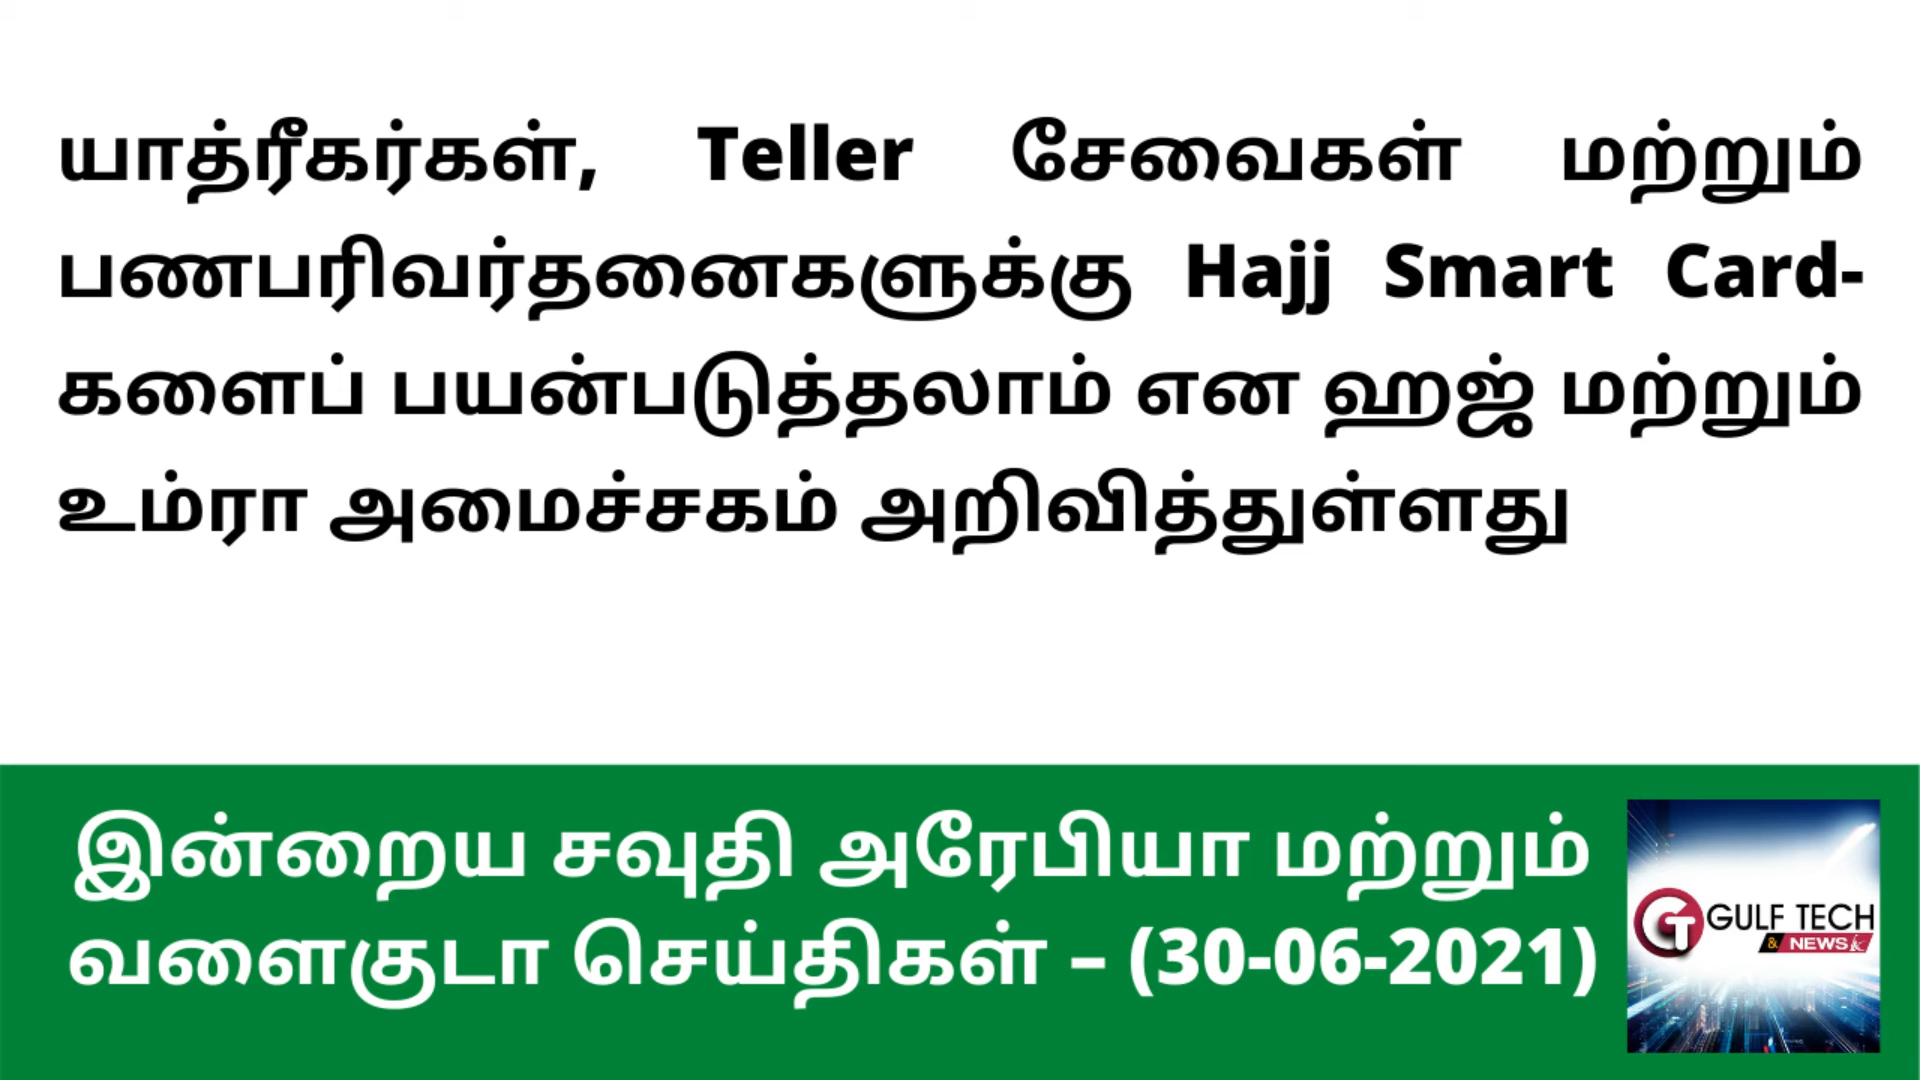 யாத்ரீகர்கள், Teller சேவைகள் மற்றும்
பணபரிவர்தனைகளுக்கு Hajj Smart Card-
களைப் பயன்படுத்தலாம் என ஹஜ் மற்றும்
உம்ரா அமைச்சகம் அறிவித்துள்ளது
இன்றைய சவுதி அரேபியா மற்றும்
வளைகுடா செய்திகள் – (30-06-2021)
GT GULF TECH
& NEWS